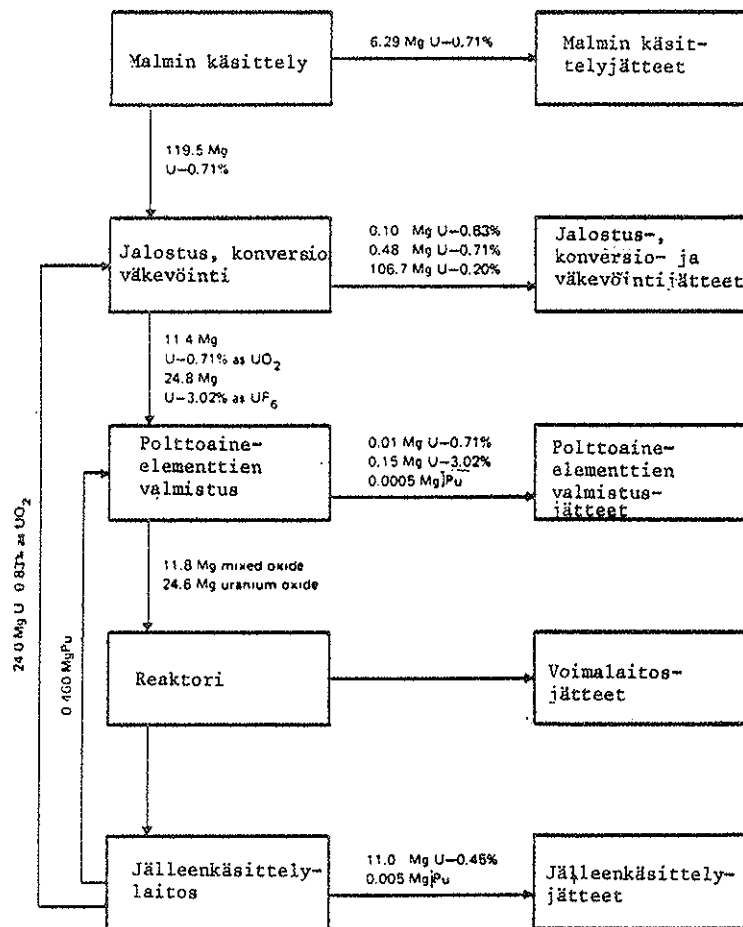 Malmin käsittely
6.29 Mg U–0.71%
Malmin käsit-
telyjätteet
119.5 Mg
U–0.71%
Jalostus, konversio
väkevöinti
0.10 Mg U–0.83%
0.48 Mg U–0.71%
106.7 Mg U–0.20%
Jalostus-,
konversio- ja
väkevöintijätteet
11.4 Mg
U–0.71% as UO2
24.8 Mg
U–3.02% as UF6
Polttoaine-
elementtien
valmistus
0.01 Mg U–0.71%
0.15 Mg U–3.02%
0.0005 Mg Pu
Polttoaine-
elementtien
valmistus-
jätteet
24.0 Mg U 0.83% as UO2
0.460 Mg Pu
11.8 Mg mixed oxide
24.6 Mg uranium oxide
Reaktori
Voimalaitos-
jätteet
Jälleenkäsittely-
laitos
11.0 Mg U–0.45%
0.005 Mg Pu
Jälleenkäsittely-
jätteet